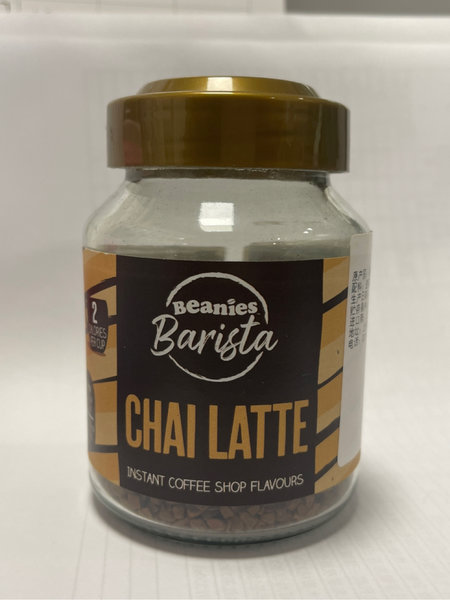 Beanies
Barista
CHAI LATTE
INSTANT COFFEE SHOP FLAVOURS
2
CALORIES
PER CUP